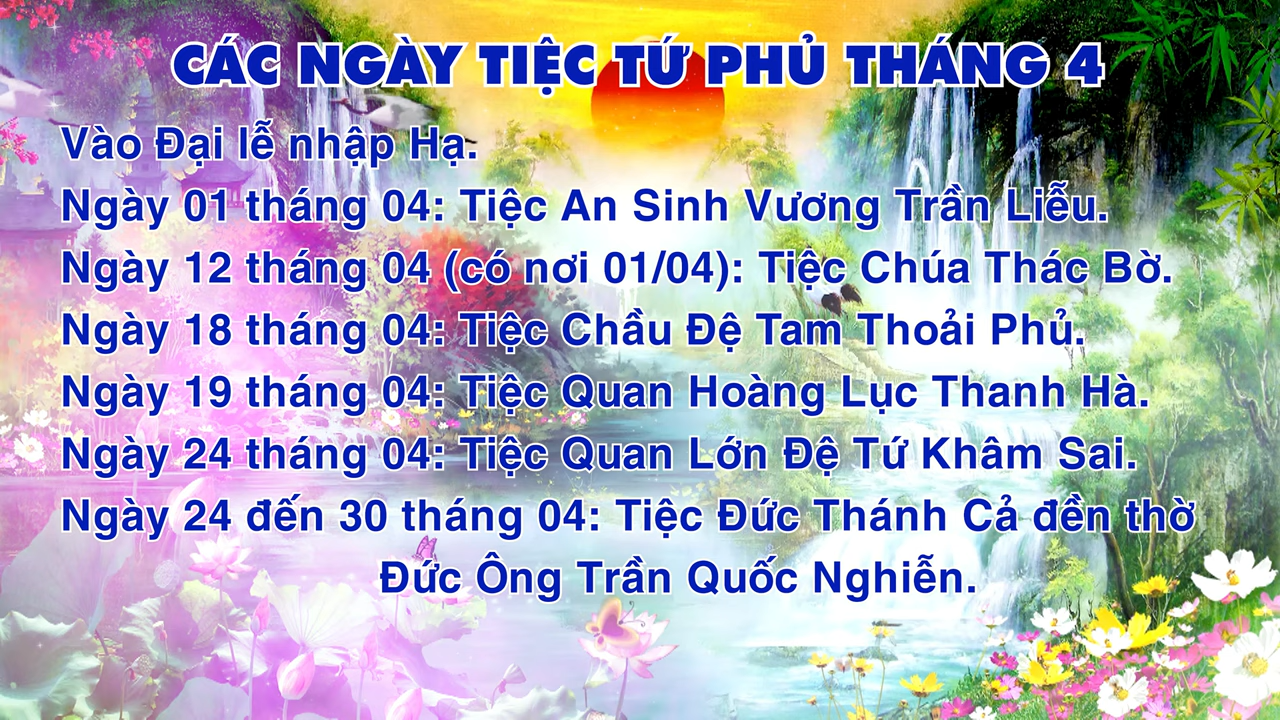 CÁC NGÀY TIỆC TỨ PHỦ THÁNG 4
Vào Đại lễ nhập Hạ.
Ngày 01 tháng 04: Tiệc An Sinh Vương Trần Liễu.
Ngày 12 tháng 04 (có nơi 01/04): Tiệc Chúa Thác Bờ.
Ngày 18 tháng 04: Tiệc Chầu Đệ Tam Thoải Phủ.
Ngày 19 tháng 04: Tiệc Quan Hoàng Lục Thanh Hà.
Ngày 24 tháng 04: Tiệc Quan Lớn Đệ Tứ Khâm Sai.
Ngày 24 đến 30 tháng 04: Tiệc Đức Thánh Cả đền thờ
Đức Ông Trần Quốc Nghiễn.